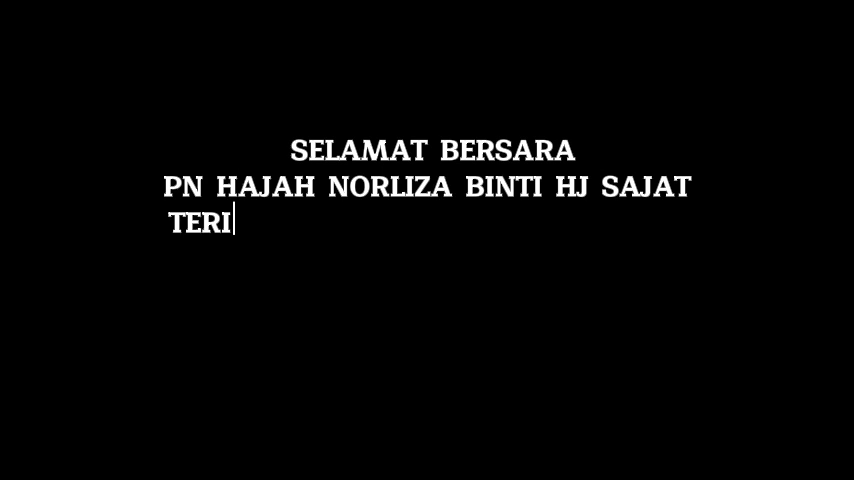 SELAMAT BERSARA
PN HAJAH NORLIZA BINTI HJ SAJAT
TERI